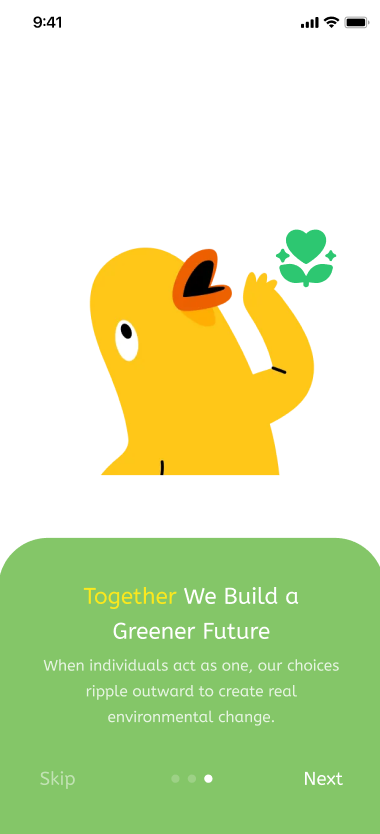 9:41
Together We Build a
Greener Future
When individuals act as one, our choices
ripple outward to create real
environmental change.
Skip
Next